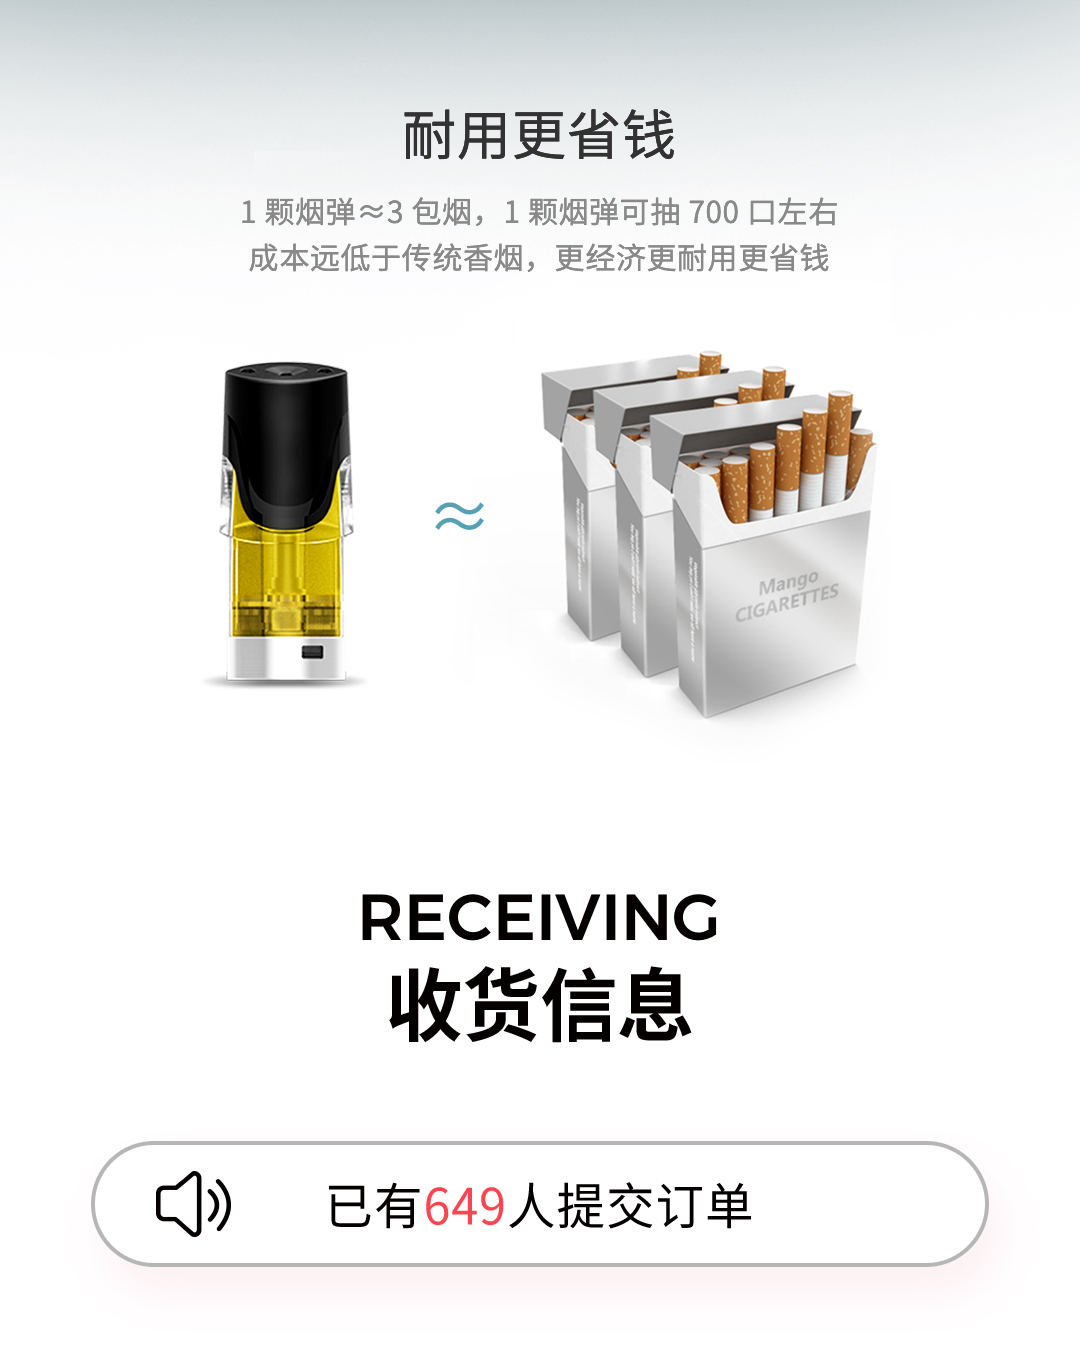 耐用更省钱
1 颗烟弹≈3 包烟，1 颗烟弹可抽 700 口左右
成本远低于传统香烟，更经济更耐用更省钱
≈
Mango
CIGARETTES
RECEIVING
收货信息
已有649人提交订单